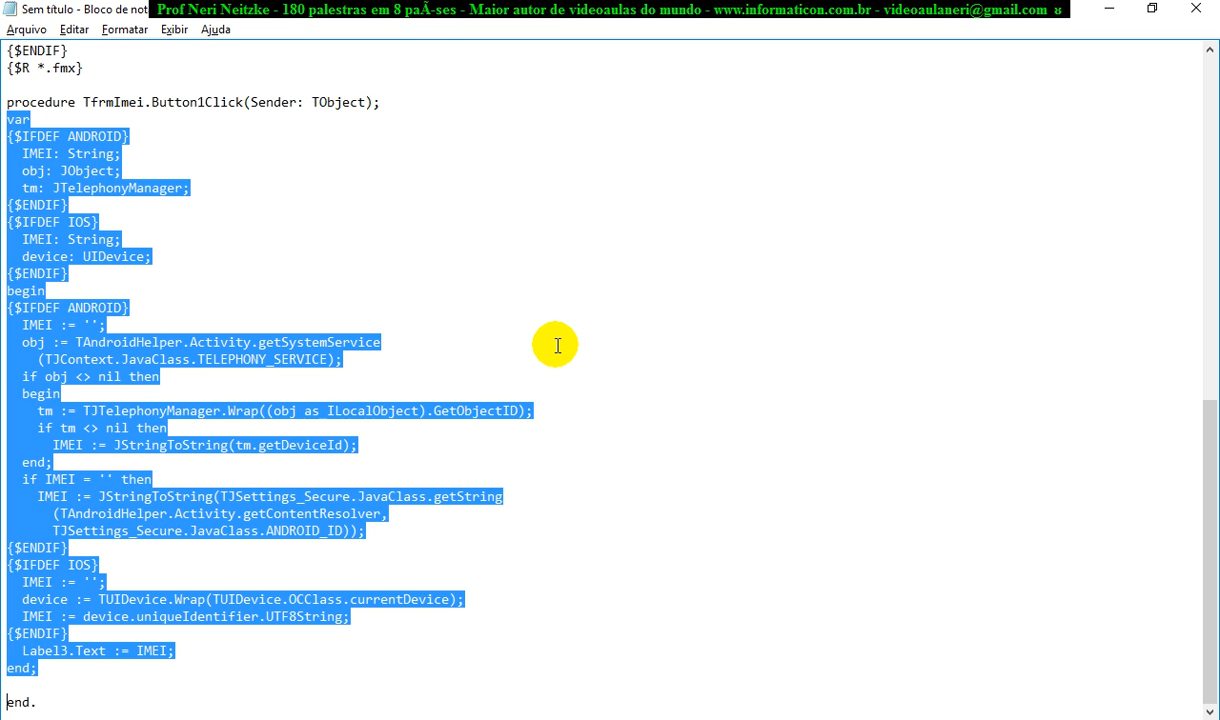 Sem título - Bloco de not
Prof Neri Neitzke - 180 palestras em 8 paÃ-ses - Maior autor de videoaulas do mundo - www.informaticon.com.br - videoaulaneri@gmail.com
Arquivo Editar Formatar Exibir Ajuda
{$ENDIF}
{$R *.fmx}
procedure TfrmImei.Button1Click(Sender: TObject);
var
{$IFDEF ANDROID}
IMEI: String;
obj: JObject;
tm: JTelephonyManager;
{$ENDIF}
{$IFDEF IOS}
IMEI: String;
device: UIDevice;
{$ENDIF}
begin
{$IFDEF ANDROID}
IMEI := '';
obj := TAndroidHelper.Activity.getSystemService
(TJContext.JavaClass.TELEPHONY_SERVICE);
if obj <> nil then
begin
tm := TJTelephonyManager.Wrap((obj as ILocalObject).GetObjectID);
if tm <> nil then
IMEI := JStringToString(tm.getDeviceId);
end;
if IMEI = '' then
IMEI := JStringToString(TJSettings_Secure.JavaClass.getString
(TAndroidHelper.Activity.getContentResolver,
TJSettings_Secure.JavaClass.ANDROID_ID));
{$ENDIF}
{$IFDEF IOS}
IMEI := '';
device := TUIDevice.Wrap(TUIDevice.OCClass.currentDevice);
IMEI := device.uniqueIdentifier.UTF8String;
{$ENDIF}
Label3.Text := IMEI;
end;
end.